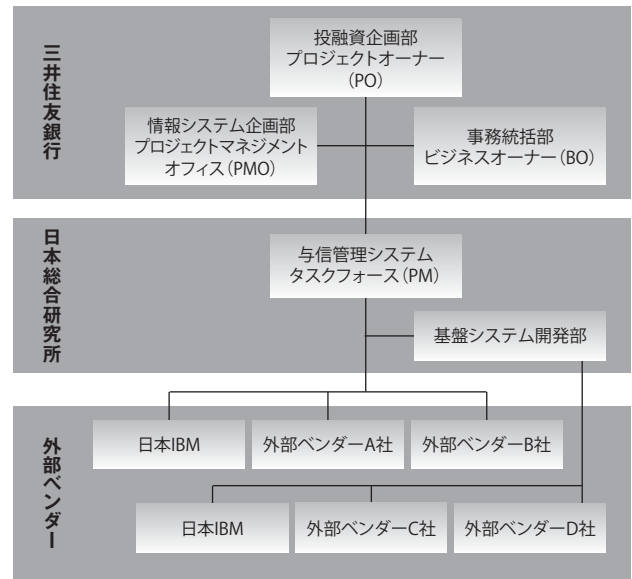 三井住友銀行
投融資企画部
プロジェクトオーナー
(PO)
情報システム企画部
プロジェクトマネジメント
オフィス(PMO)
事務統括部
ビジネスオーナー(BO)
日本総合研究所
与信管理システム
タスクフォース(PM)
基盤システム開発部
外部ベンダー
日本IBM
外部ベンダーA社
外部ベンダーB社
日本IBM
外部ベンダーC社
外部ベンダーD社